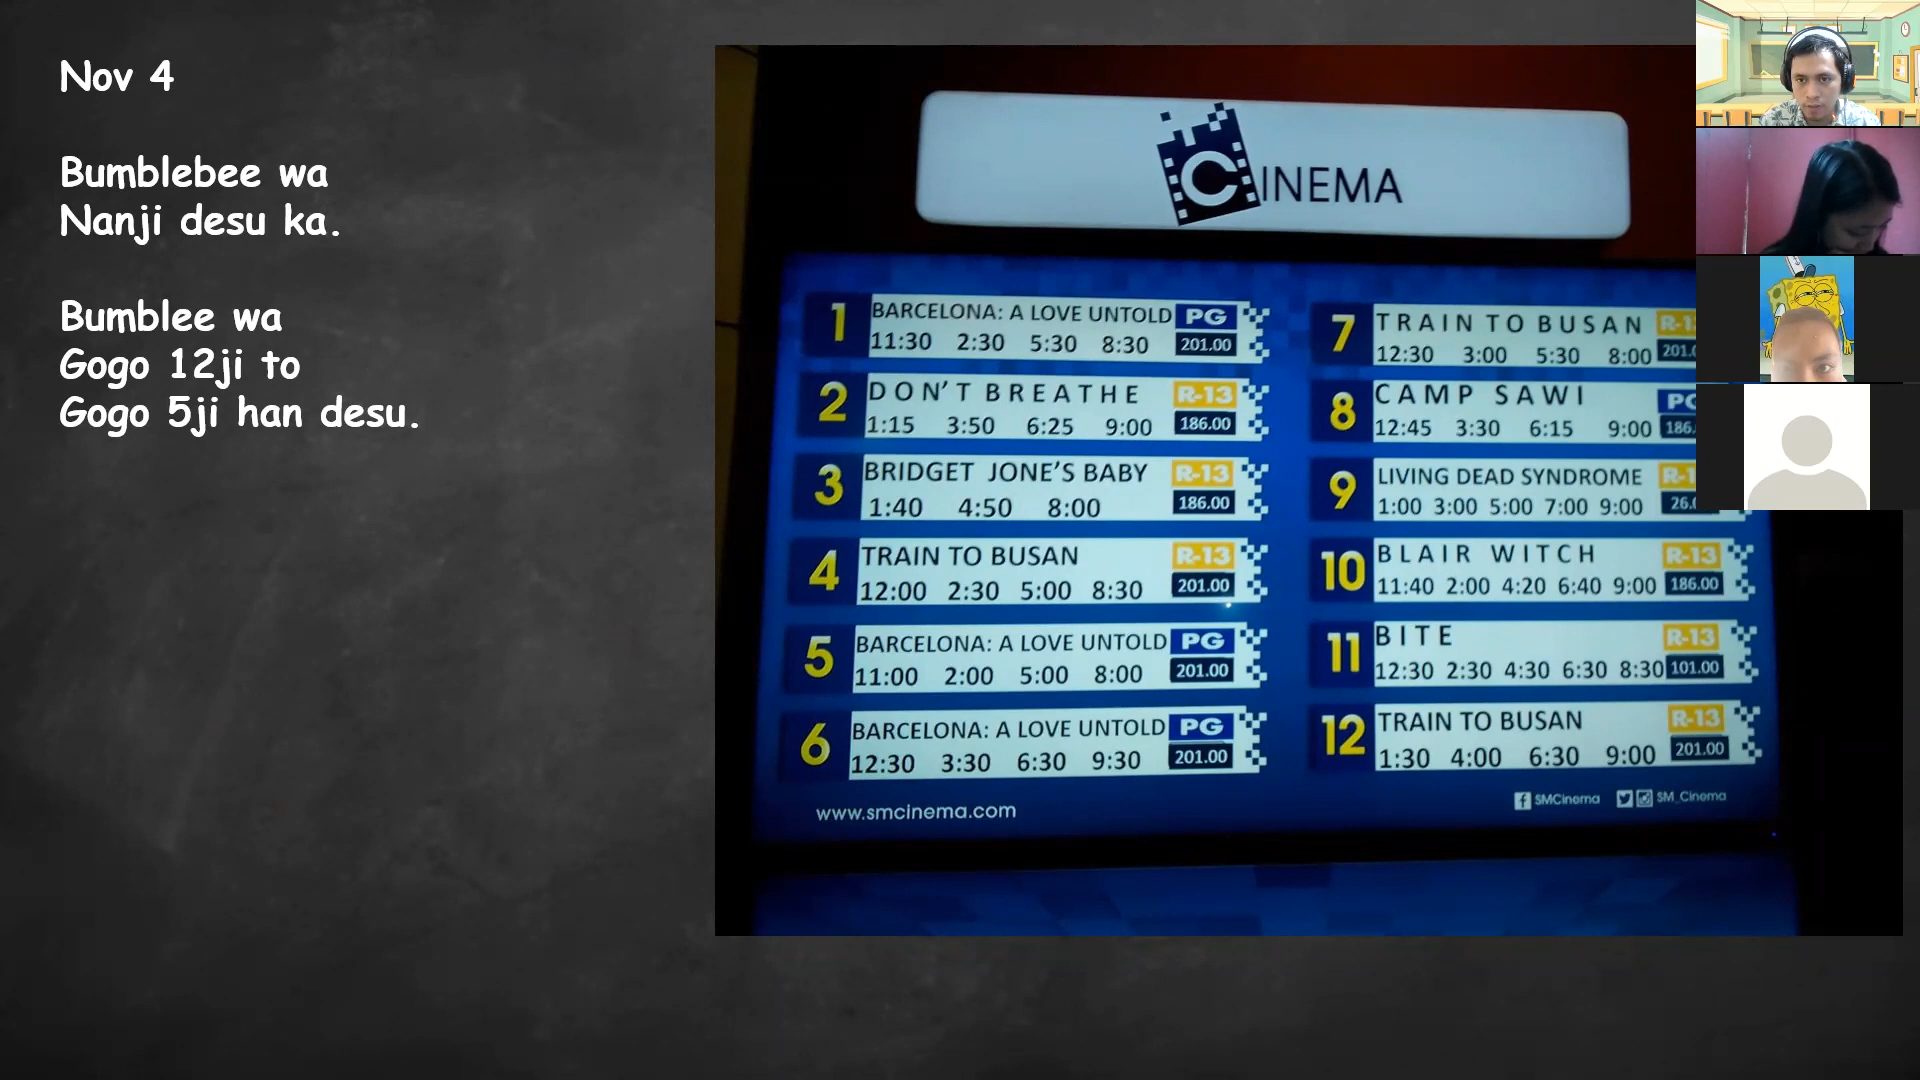 Nov 4
Bumblebee wa
Nanji desu ka.
Bumblee wa
Gogo 12ji to
Gogo 5ji han desu.
CINEMA
1 BARCELONA: A LOVE UNTOLD PG
11:30 2:30 5:30 8:30 201.00
2 DON'T BREATHE R-13
1:15 3:50 6:25 9:00 186.00
3 BRIDGET JONE'S BABY R-13
1:40 4:50 8:00 186.00
4 TRAIN TO BUSAN R-13
12:00 2:30 5:00 8:30 201.00
5 BARCELONA: A LOVE UNTOLD PG
11:00 2:00 5:00 8:00 201.00
6 BARCELONA: A LOVE UNTOLD PG
12:30 3:30 6:30 9:30 201.00
7 TRAIN TO BUSAN
12:30 3:00 5:30 8:00
8 CAMP SAWI
12:45 3:30 6:15 9:00
9 LIVING DEAD SYNDROME
1:00 3:00 5:00 7:00 9:00
10 BLAIR WITCH R-13
11:40 2:00 4:20 6:40 9:00 186.00
11 BITE R-13
12:30 2:30 4:30 6:30 8:30 101.00
12 TRAIN TO BUSAN R-13
1:30 4:00 6:30 9:00 201.00
www.smcinema.com
SMCinema SM_Cinema